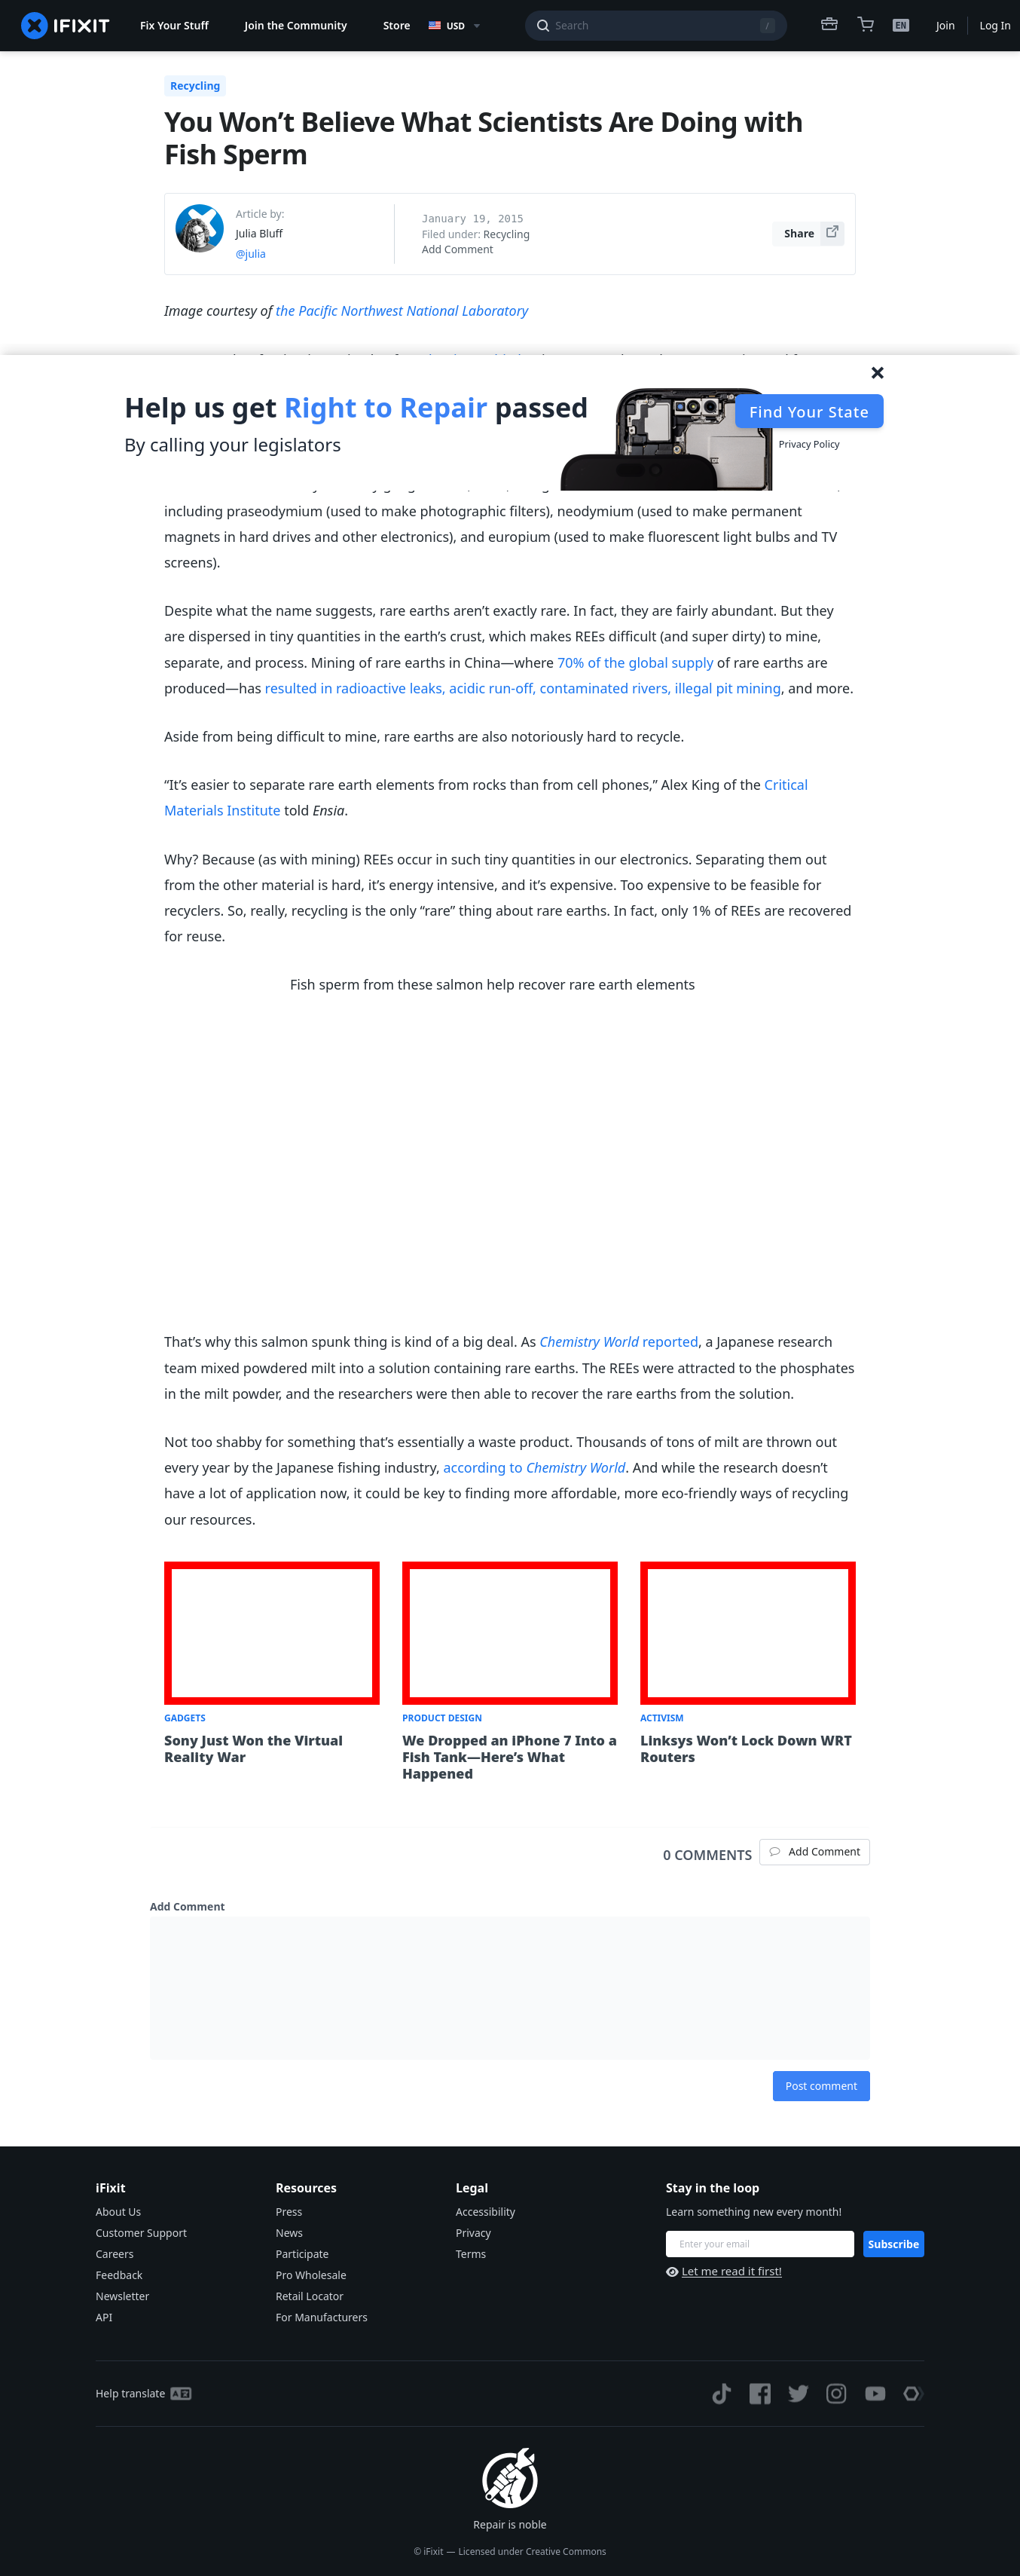 IFIXIT
Fix Your Stuff
Join the Community
Store
USD
Search
/
EN
Join
Log In
Recycling
You Won’t Believe What Scientists Are Doing with
Fish Sperm
Article by:
Julia Bluff
@julia
January 19, 2015
Filed under: Recycling
Add Comment
Share
Image courtesy of the Pacific Northwest National Laboratory
Help us get Right to Repair passed
By calling your legislators
Find Your State
Privacy Policy
including praseodymium (used to make photographic filters), neodymium (used to make permanent
magnets in hard drives and other electronics), and europium (used to make fluorescent light bulbs and TV
screens).
Despite what the name suggests, rare earths aren’t exactly rare. In fact, they are fairly abundant. But they
are dispersed in tiny quantities in the earth’s crust, which makes REEs difficult (and super dirty) to mine,
separate, and process. Mining of rare earths in China—where 70% of the global supply of rare earths are
produced—has resulted in radioactive leaks, acidic run-off, contaminated rivers, illegal pit mining, and more.
Aside from being difficult to mine, rare earths are also notoriously hard to recycle.
“It’s easier to separate rare earth elements from rocks than from cell phones,” Alex King of the Critical
Materials Institute told Ensia.
Why? Because (as with mining) REEs occur in such tiny quantities in our electronics. Separating them out
from the other material is hard, it’s energy intensive, and it’s expensive. Too expensive to be feasible for
recyclers. So, really, recycling is the only “rare” thing about rare earths. In fact, only 1% of REEs are recovered
for reuse.
Fish sperm from these salmon help recover rare earth elements
That’s why this salmon spunk thing is kind of a big deal. As Chemistry World reported, a Japanese research
team mixed powdered milt into a solution containing rare earths. The REEs were attracted to the phosphates
in the milt powder, and the researchers were then able to recover the rare earths from the solution.
Not too shabby for something that’s essentially a waste product. Thousands of tons of milt are thrown out
every year by the Japanese fishing industry, according to Chemistry World. And while the research doesn’t
have a lot of application now, it could be key to finding more affordable, more eco-friendly ways of recycling
our resources.
GADGETS
Sony Just Won the Virtual
Reality War
PRODUCT DESIGN
We Dropped an iPhone 7 Into a
Fish Tank—Here’s What
Happened
ACTIVISM
Linksys Won’t Lock Down WRT
Routers
0 COMMENTS
Add Comment
Add Comment
Post comment
iFixit
About Us
Customer Support
Careers
Feedback
Newsletter
API
Resources
Press
News
Participate
Pro Wholesale
Retail Locator
For Manufacturers
Legal
Accessibility
Privacy
Terms
Stay in the loop
Learn something new every month!
Enter your email
Subscribe
Let me read it first!
Help translate
Repair is noble
© iFixit — Licensed under Creative Commons